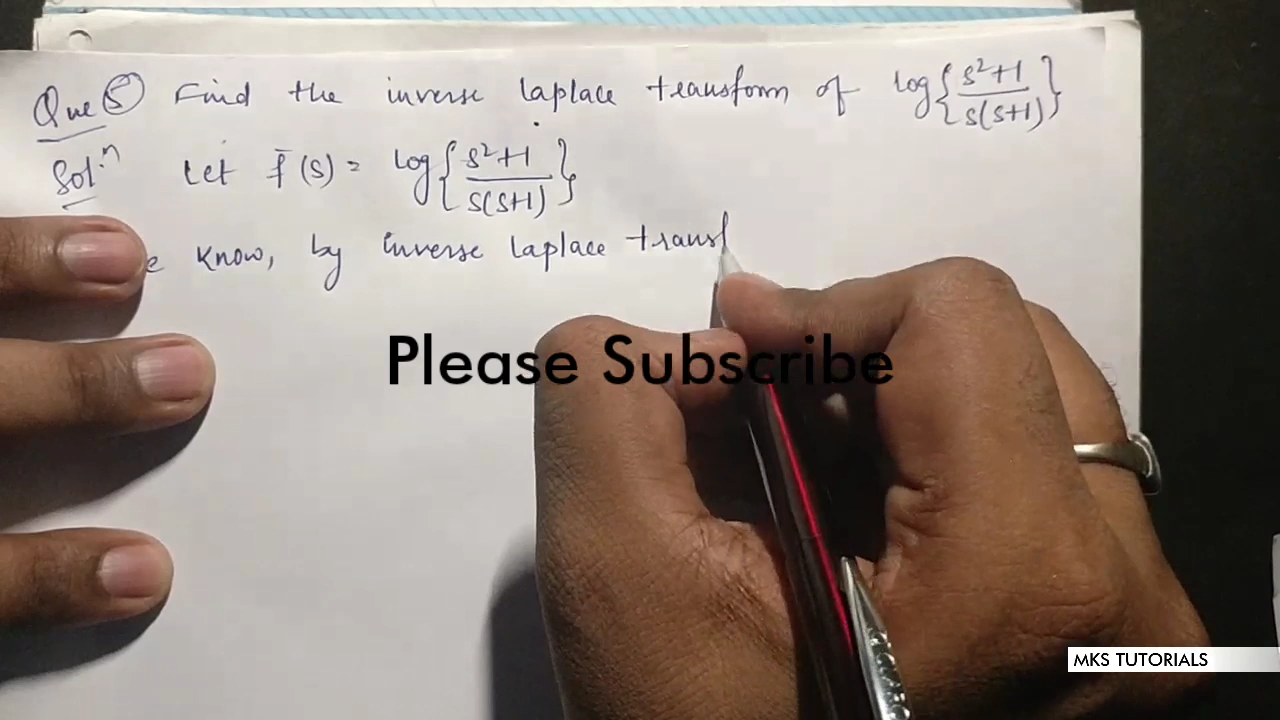 Que 5 Find the inverse laplace transform of log{s²+1/s(s+1)}
Sol.ⁿ Let f̄(s) = log{s²+1/s(s+1)}
e know, by inverse laplace transf
Please Subscribe
MKS TUTORIALS